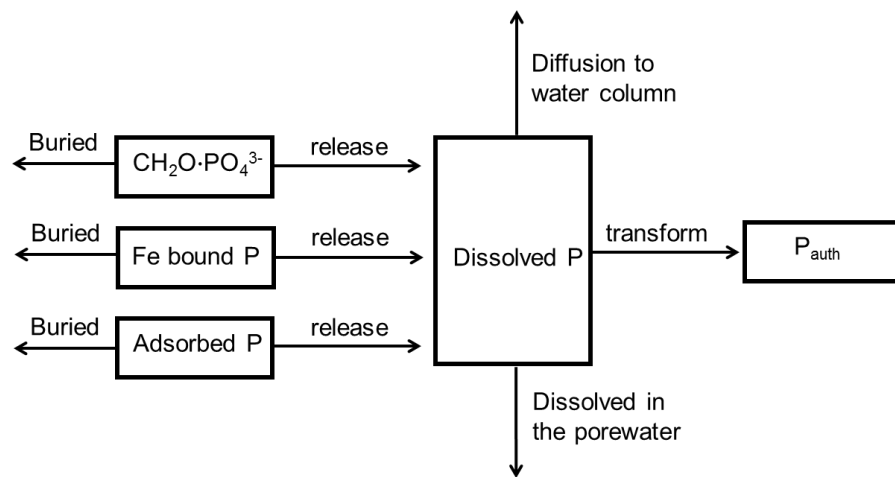 Diffusion to
water column
Buried
CH₂O·PO₄³⁻
release
Buried
Fe bound P
release
Dissolved P
transform
P_auth
Buried
Adsorbed P
release
Dissolved in
the porewater